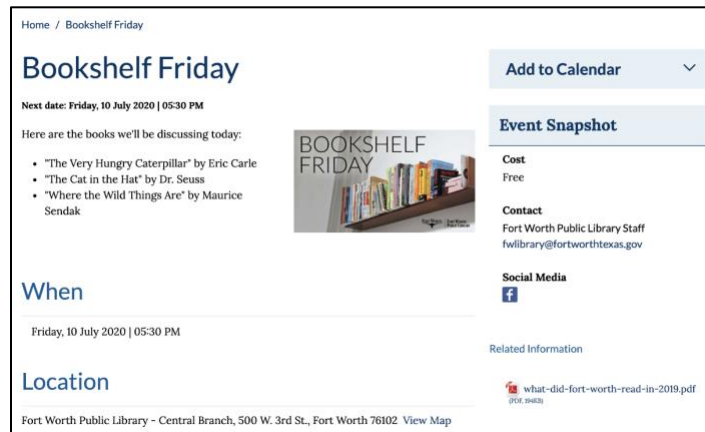 Home / Bookshelf Friday
Bookshelf Friday
Next date: Friday, 10 July 2020 | 05:30 PM
Here are the books we'll be discussing today:
• "The Very Hungry Caterpillar" by Eric Carle
• "The Cat in the Hat" by Dr. Seuss
• "Where the Wild Things Are" by Maurice
Sendak
BOOKSHELF
FRIDAY
When
Friday, 10 July 2020 | 05:30 PM
Location
Fort Worth Public Library - Central Branch, 500 W. 3rd St., Fort Worth 76102 View Map
Add to Calendar
Event Snapshot
Cost
Free
Contact
Fort Worth Public Library Staff
fwlibrary@fortworthtexas.gov
Social Media
Related Information
what-did-fort-worth-read-in-2019.pdf